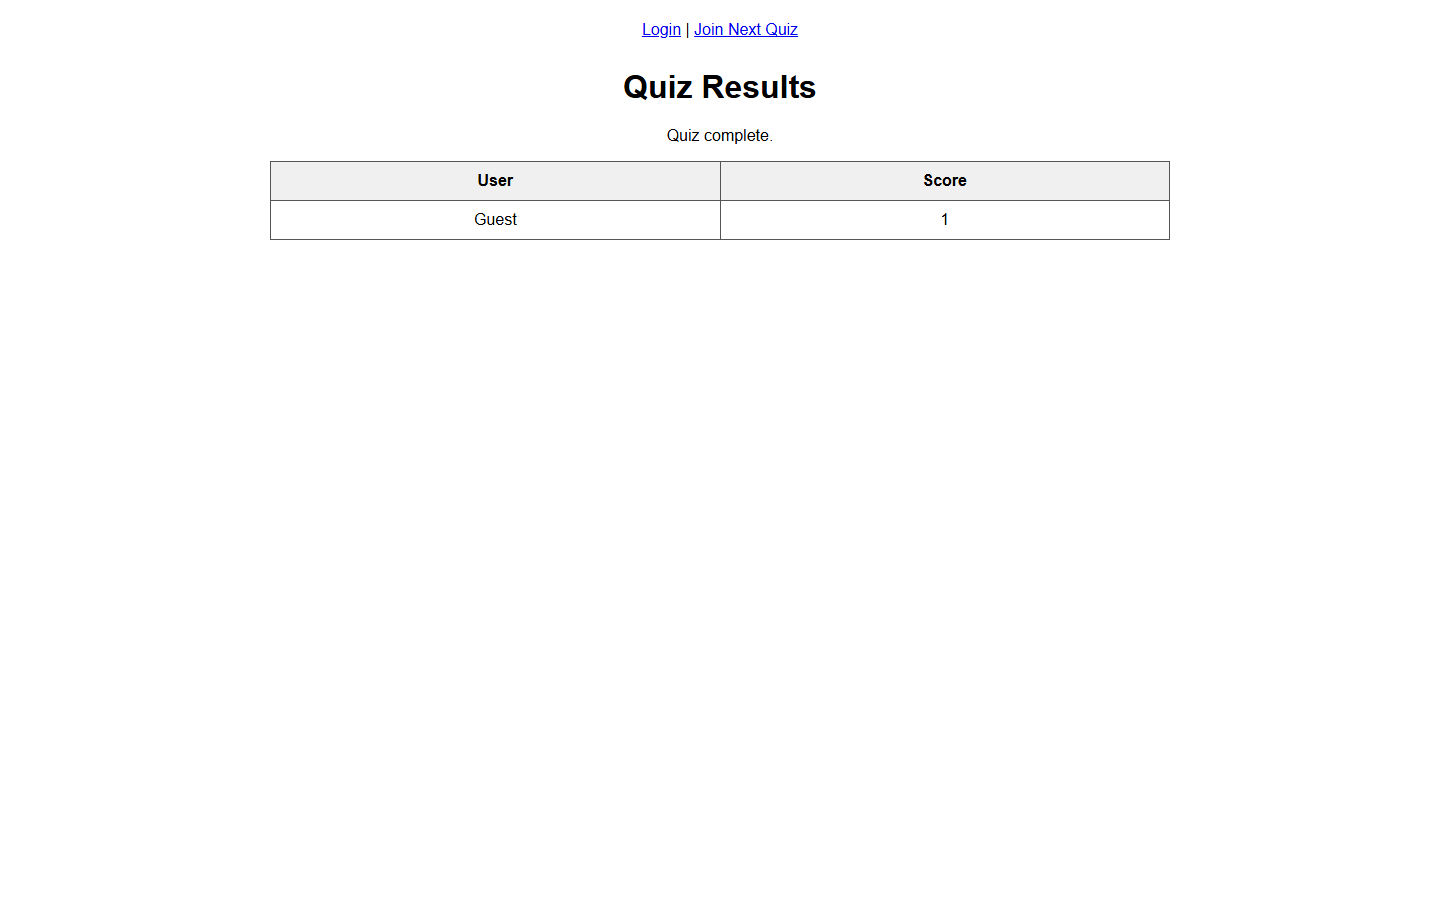 Login | Join Next Quiz
Quiz Results
Quiz complete.
User Score
Guest 1